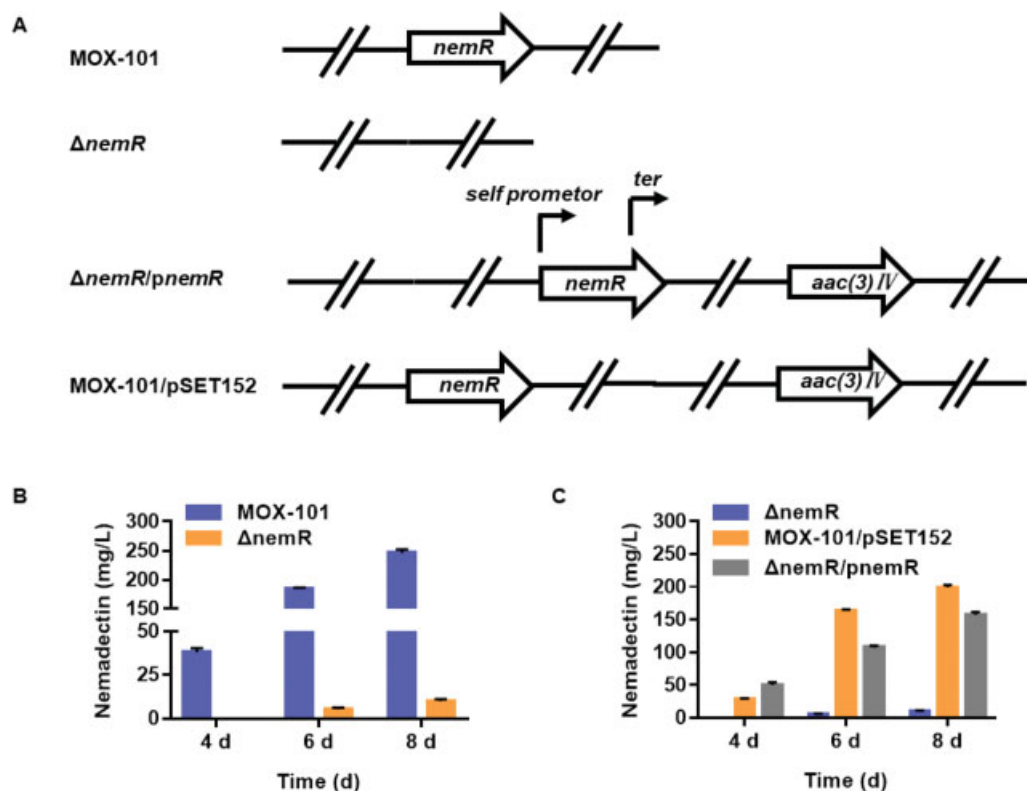 A
MOX-101
nemR
ΔnemR
self prometor
ter
ΔnemR/pnemR
nemR
aac(3) IV
MOX-101/pSET152
nemR
aac(3) IV
B
MOX-101
ΔnemR
Nemadectin (mg/L)
300
250
200
150
50
25
0
4 d
6 d
8 d
Time (d)
C
ΔnemR
MOX-101/pSET152
ΔnemR/pnemR
Nemadectin (mg/L)
300
250
200
150
100
50
0
4 d
6 d
8 d
Time (d)